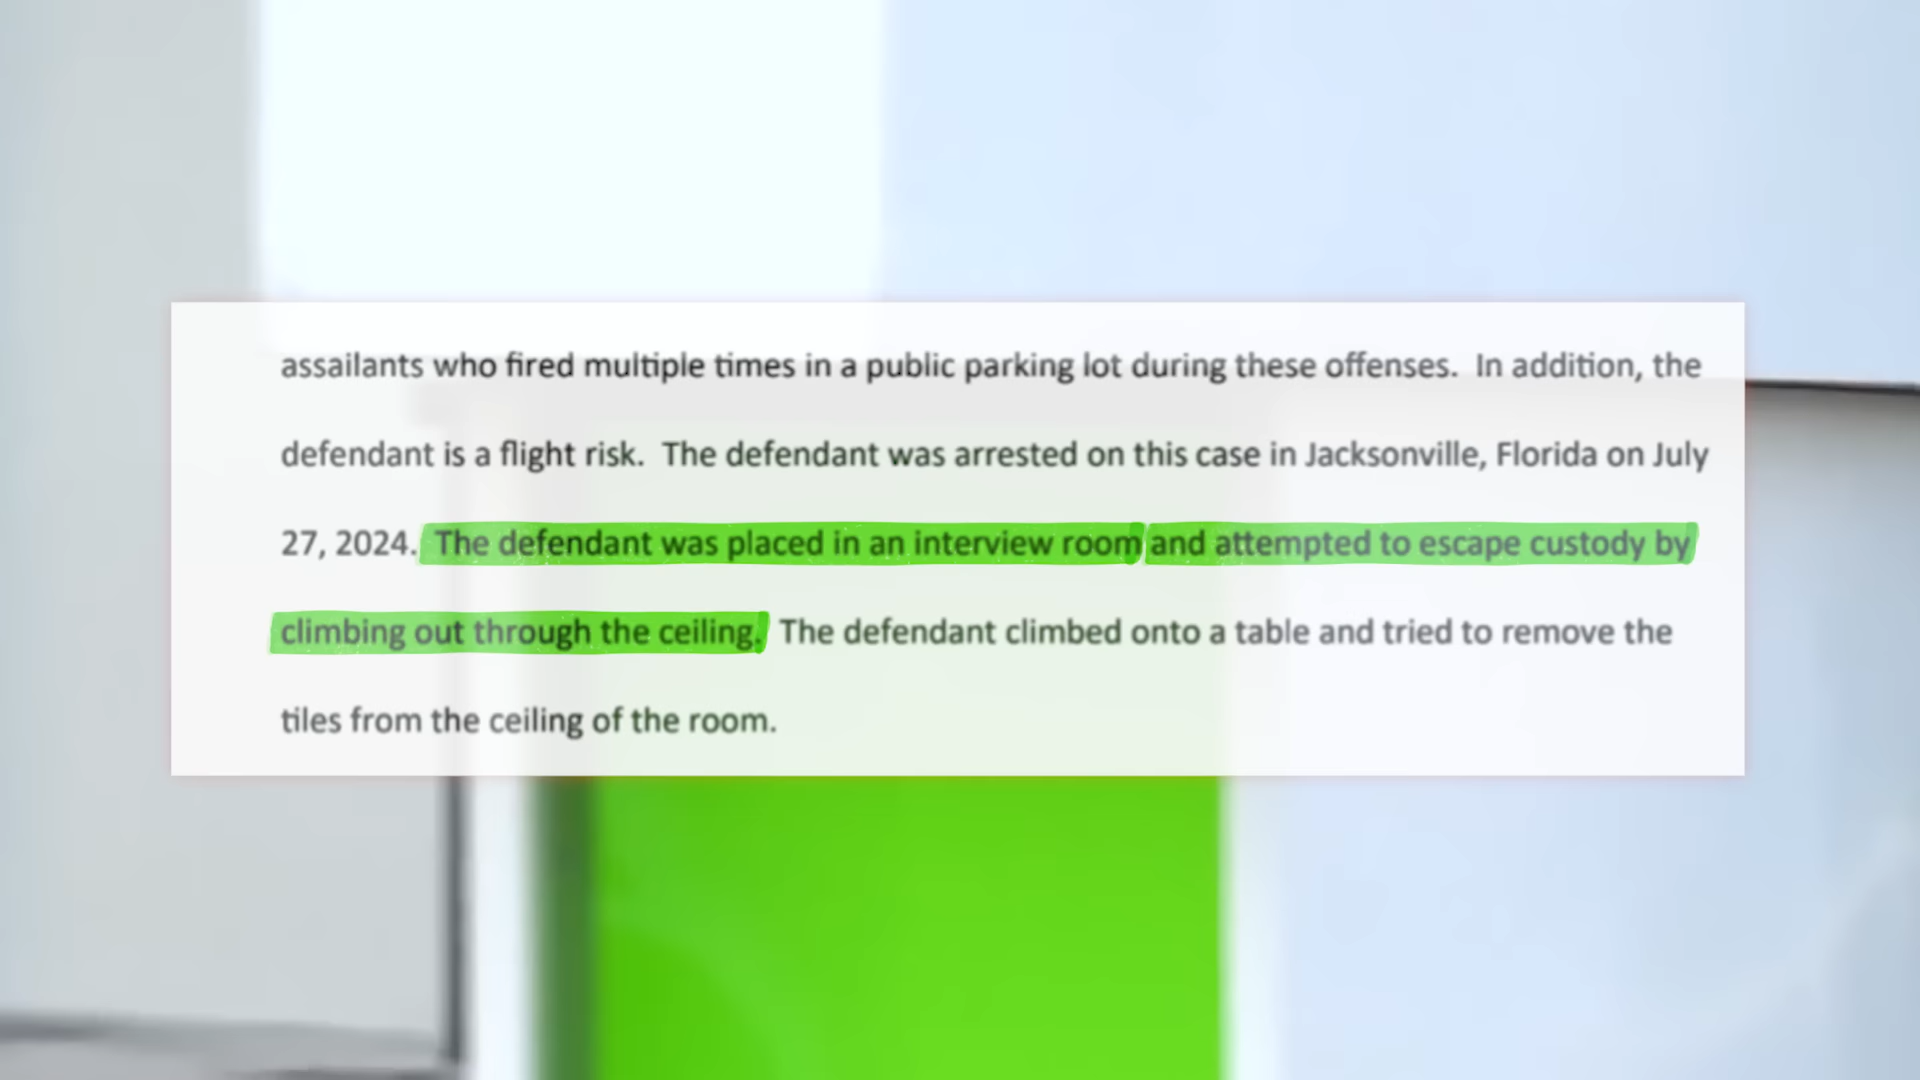 assailants who fired multiple times in a public parking lot during these offenses.  In addition, the
defendant is a flight risk.  The defendant was arrested on this case in Jacksonville, Florida on July
27, 2024.  The defendant was placed in an interview room and attempted to escape custody by
climbing out through the ceiling.  The defendant climbed onto a table and tried to remove the
tiles from the ceiling of the room.